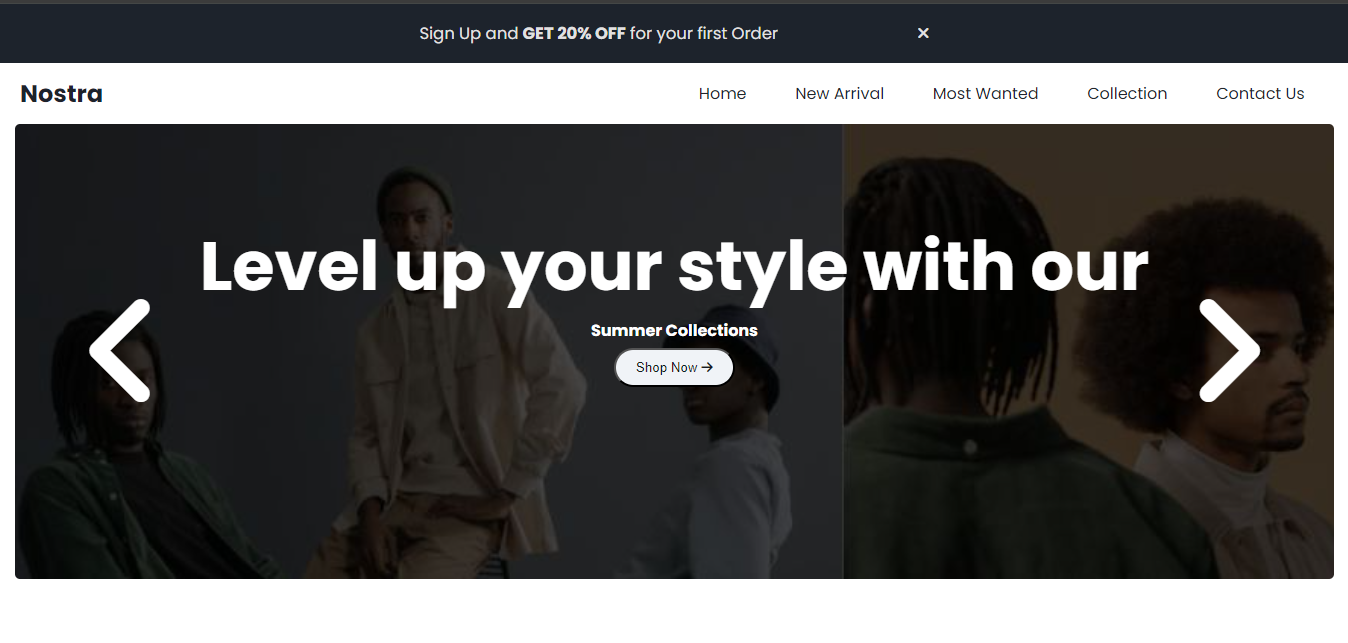 Sign Up and GET 20% OFF for your first Order
Nostra
Home New Arrival Most Wanted Collection Contact Us
Level up your style with our
Summer Collections
Shop Now